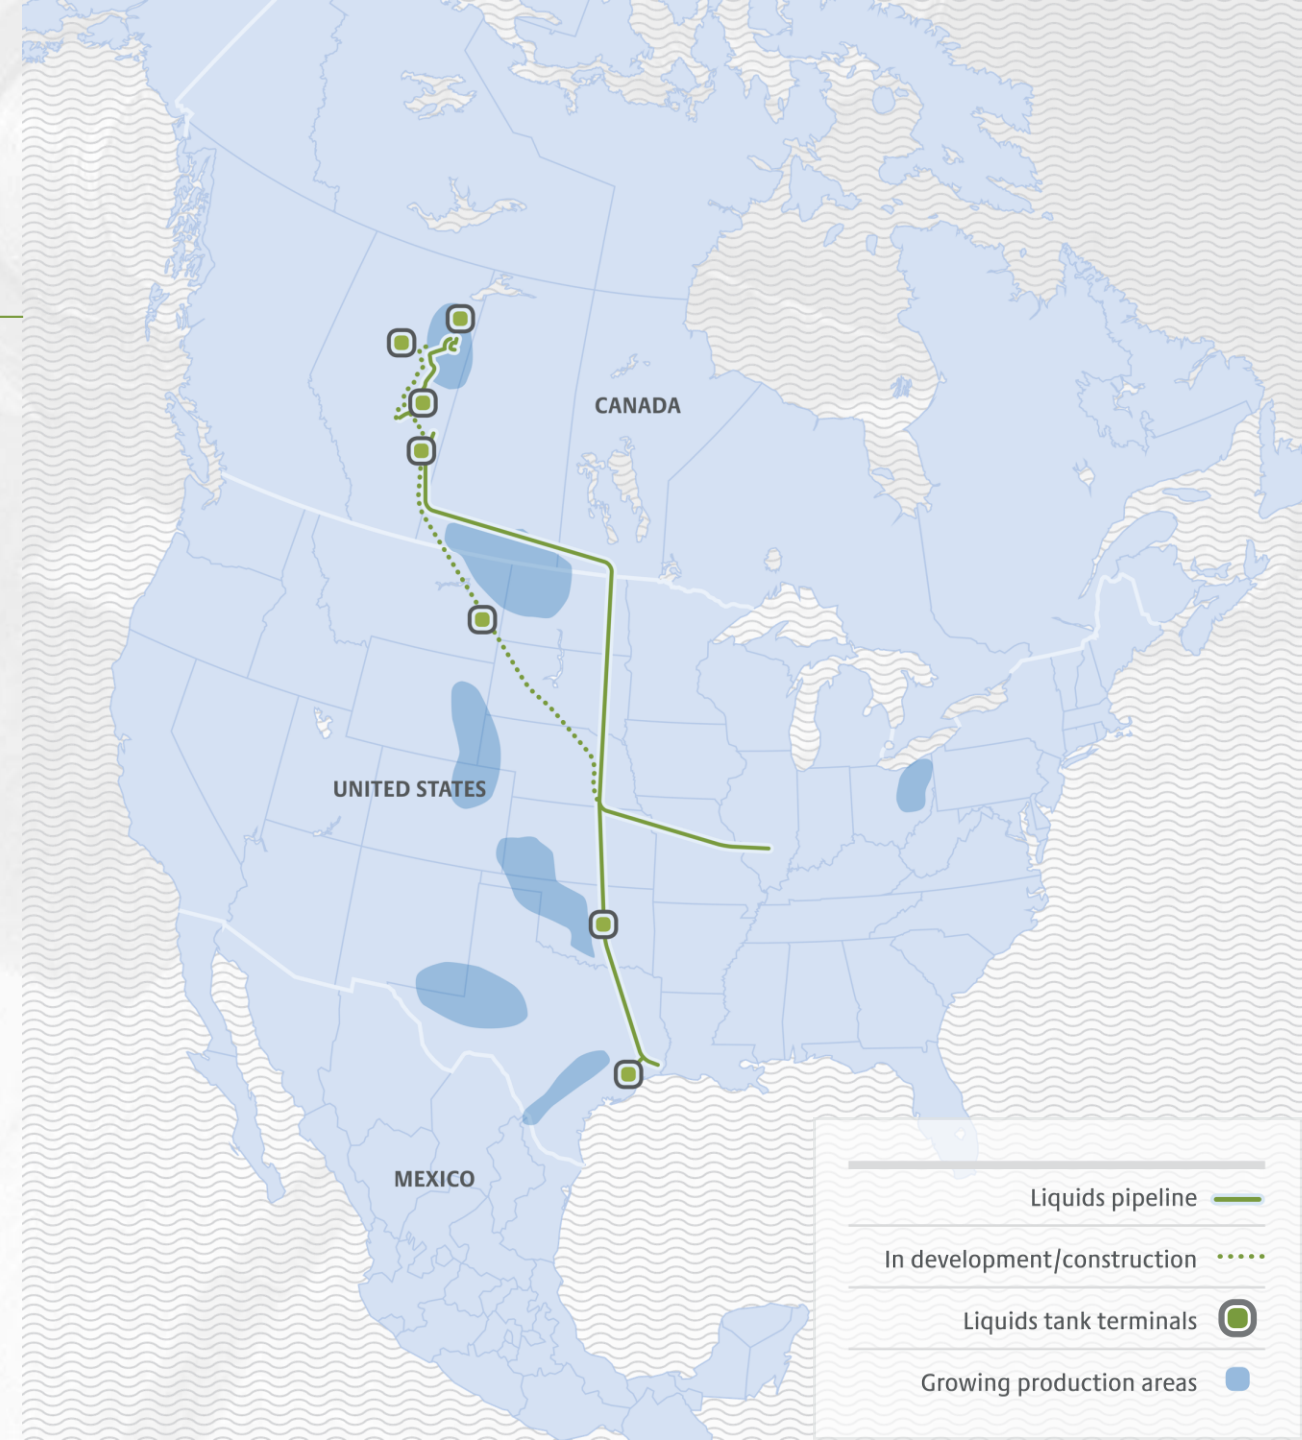 CANADA
UNITED STATES
MEXICO
Liquids pipeline
In development/construction
Liquids tank terminals
Growing production areas